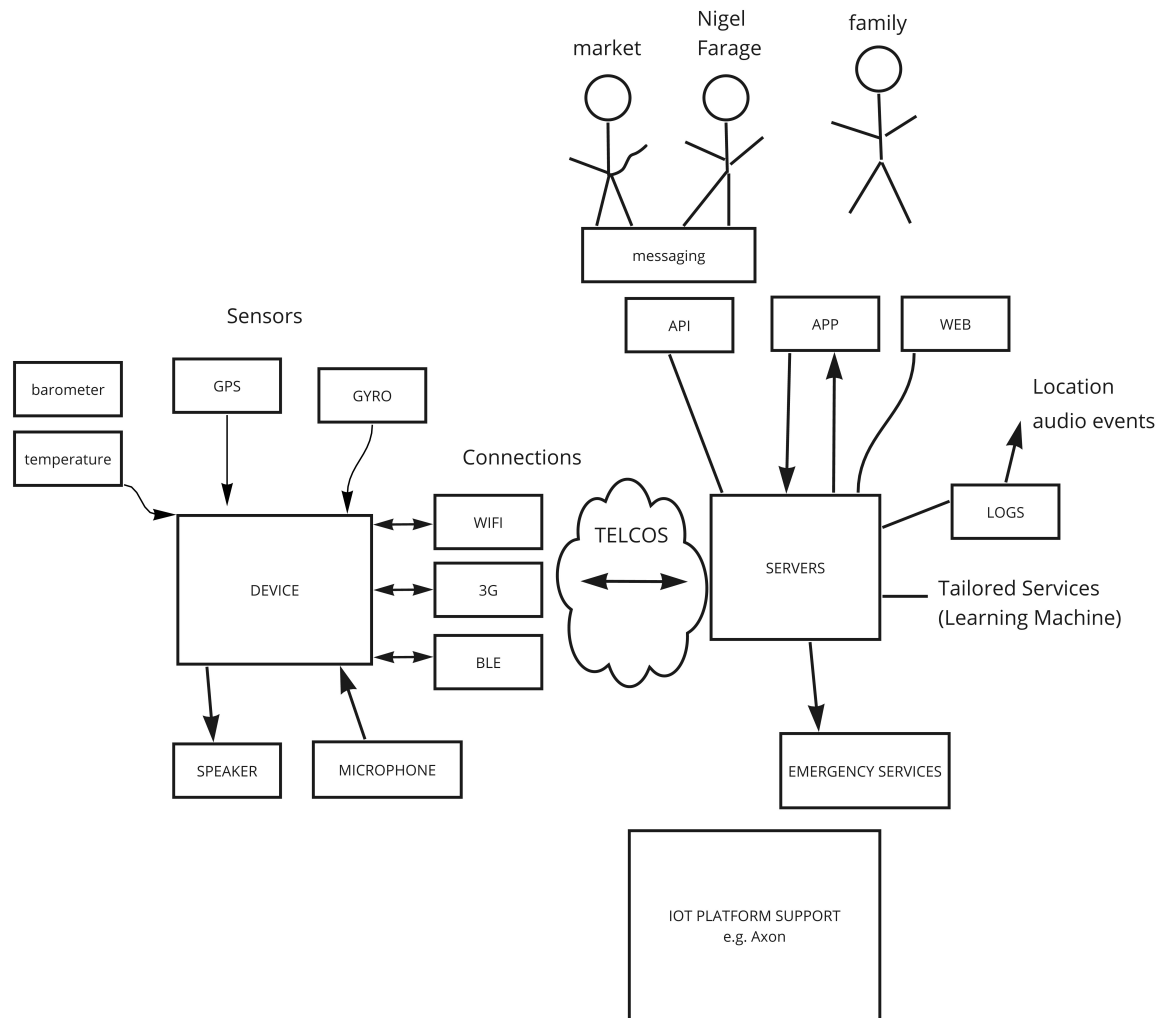 Nigel
Farage
market
family
messaging
API
APP
WEB
Sensors
barometer
GPS
GYRO
temperature
Location
audio events
Connections
WIFI
TELCOS
LOGS
DEVICE
3G
SERVERS
Tailored Services
(Learning Machine)
BLE
SPEAKER
MICROPHONE
EMERGENCY SERVICES
IOT PLATFORM SUPPORT
e.g. Axon